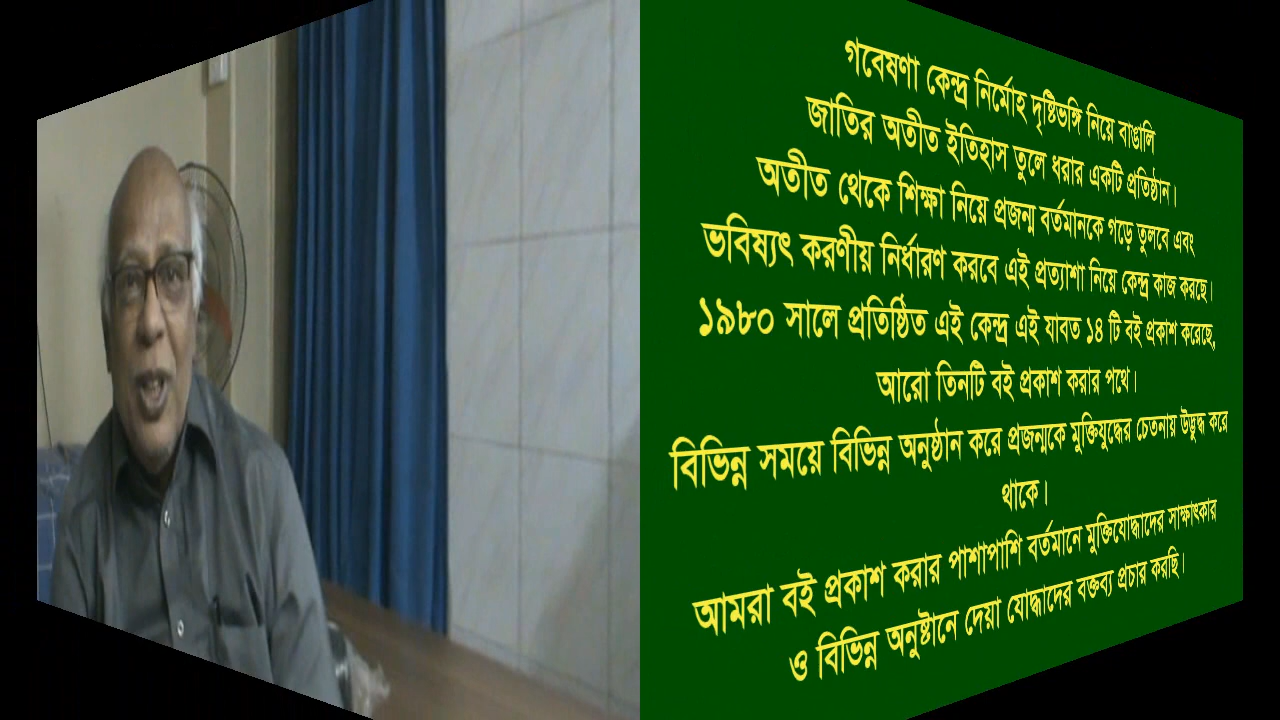 গবেষণা কেন্দ্র নির্মোহ দৃষ্টিভঙ্গি নিয়ে বাঙালি
জাতির অতীত ইতিহাস তুলে ধরার একটি প্রতিষ্ঠান।
অতীত থেকে শিক্ষা নিয়ে প্রজন্ম বর্তমানকে গড়ে তুলবে এবং
ভবিষ্যৎ করণীয় নির্ধারণ করবে এই প্রত্যাশা নিয়ে কেন্দ্র কাজ করছে।
১৯৮০ সালে প্রতিষ্ঠিত এই কেন্দ্র এই যাবত ১৪ টি বই প্রকাশ করেছে,
আরো তিনটি বই প্রকাশ করার পথে।
বিভিন্ন সময়ে বিভিন্ন অনুষ্ঠান করে প্রজন্মকে মুক্তিযুদ্ধের চেতনায় উদ্বুদ্ধ করে
থাকে।
আমরা বই প্রকাশ করার পাশাপাশি বর্তমানে মুক্তিযোদ্ধাদের সাক্ষাৎকার
ও বিভিন্ন অনুষ্টানে দেয়া যোদ্ধাদের বক্তব্য প্রচার করছি।